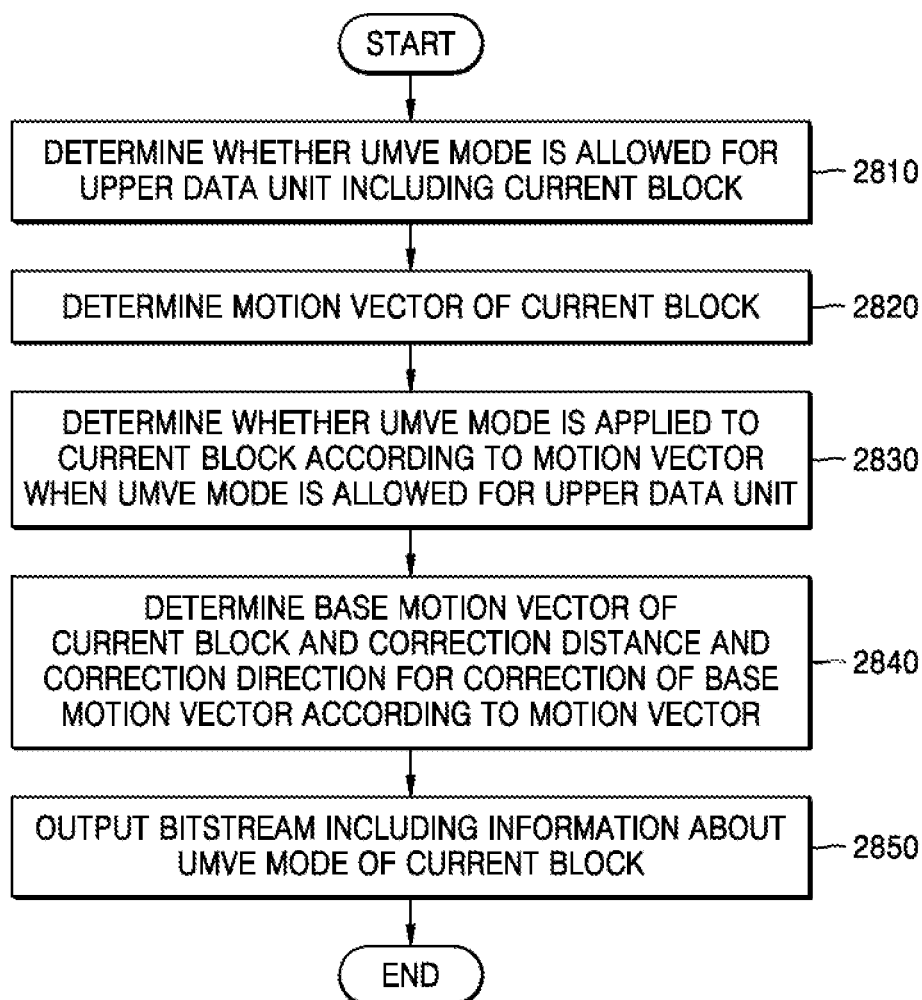 START
DETERMINE WHETHER UMVE MODE IS ALLOWED FOR
UPPER DATA UNIT INCLUDING CURRENT BLOCK
2810
DETERMINE MOTION VECTOR OF CURRENT BLOCK
2820
DETERMINE WHETHER UMVE MODE IS APPLIED TO
CURRENT BLOCK ACCORDING TO MOTION VECTOR
WHEN UMVE MODE IS ALLOWED FOR UPPER DATA UNIT
2830
DETERMINE BASE MOTION VECTOR OF
CURRENT BLOCK AND CORRECTION DISTANCE AND
CORRECTION DIRECTION FOR CORRECTION OF BASE
MOTION VECTOR ACCORDING TO MOTION VECTOR
2840
OUTPUT BITSTREAM INCLUDING INFORMATION ABOUT
UMVE MODE OF CURRENT BLOCK
2850
END